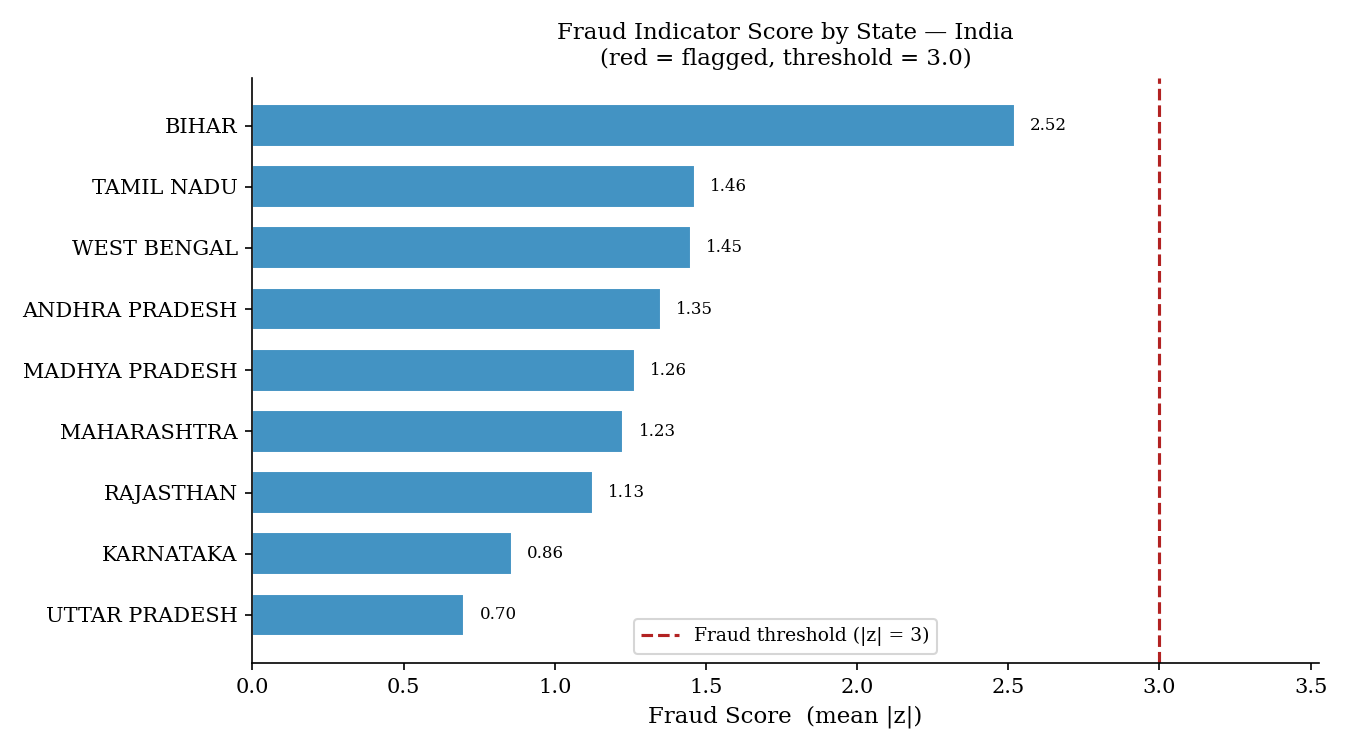 Fraud Indicator Score by State — India
(red = flagged, threshold = 3.0)
BIHAR
2.52
TAMIL NADU
1.46
WEST BENGAL
1.45
ANDHRA PRADESH
1.35
MADHYA PRADESH
1.26
MAHARASHTRA
1.23
RAJASTHAN
1.13
KARNATAKA
0.86
UTTAR PRADESH
0.70
Fraud threshold (|z| = 3)
0.0 0.5 1.0 1.5 2.0 2.5 3.0 3.5
Fraud Score (mean |z|)